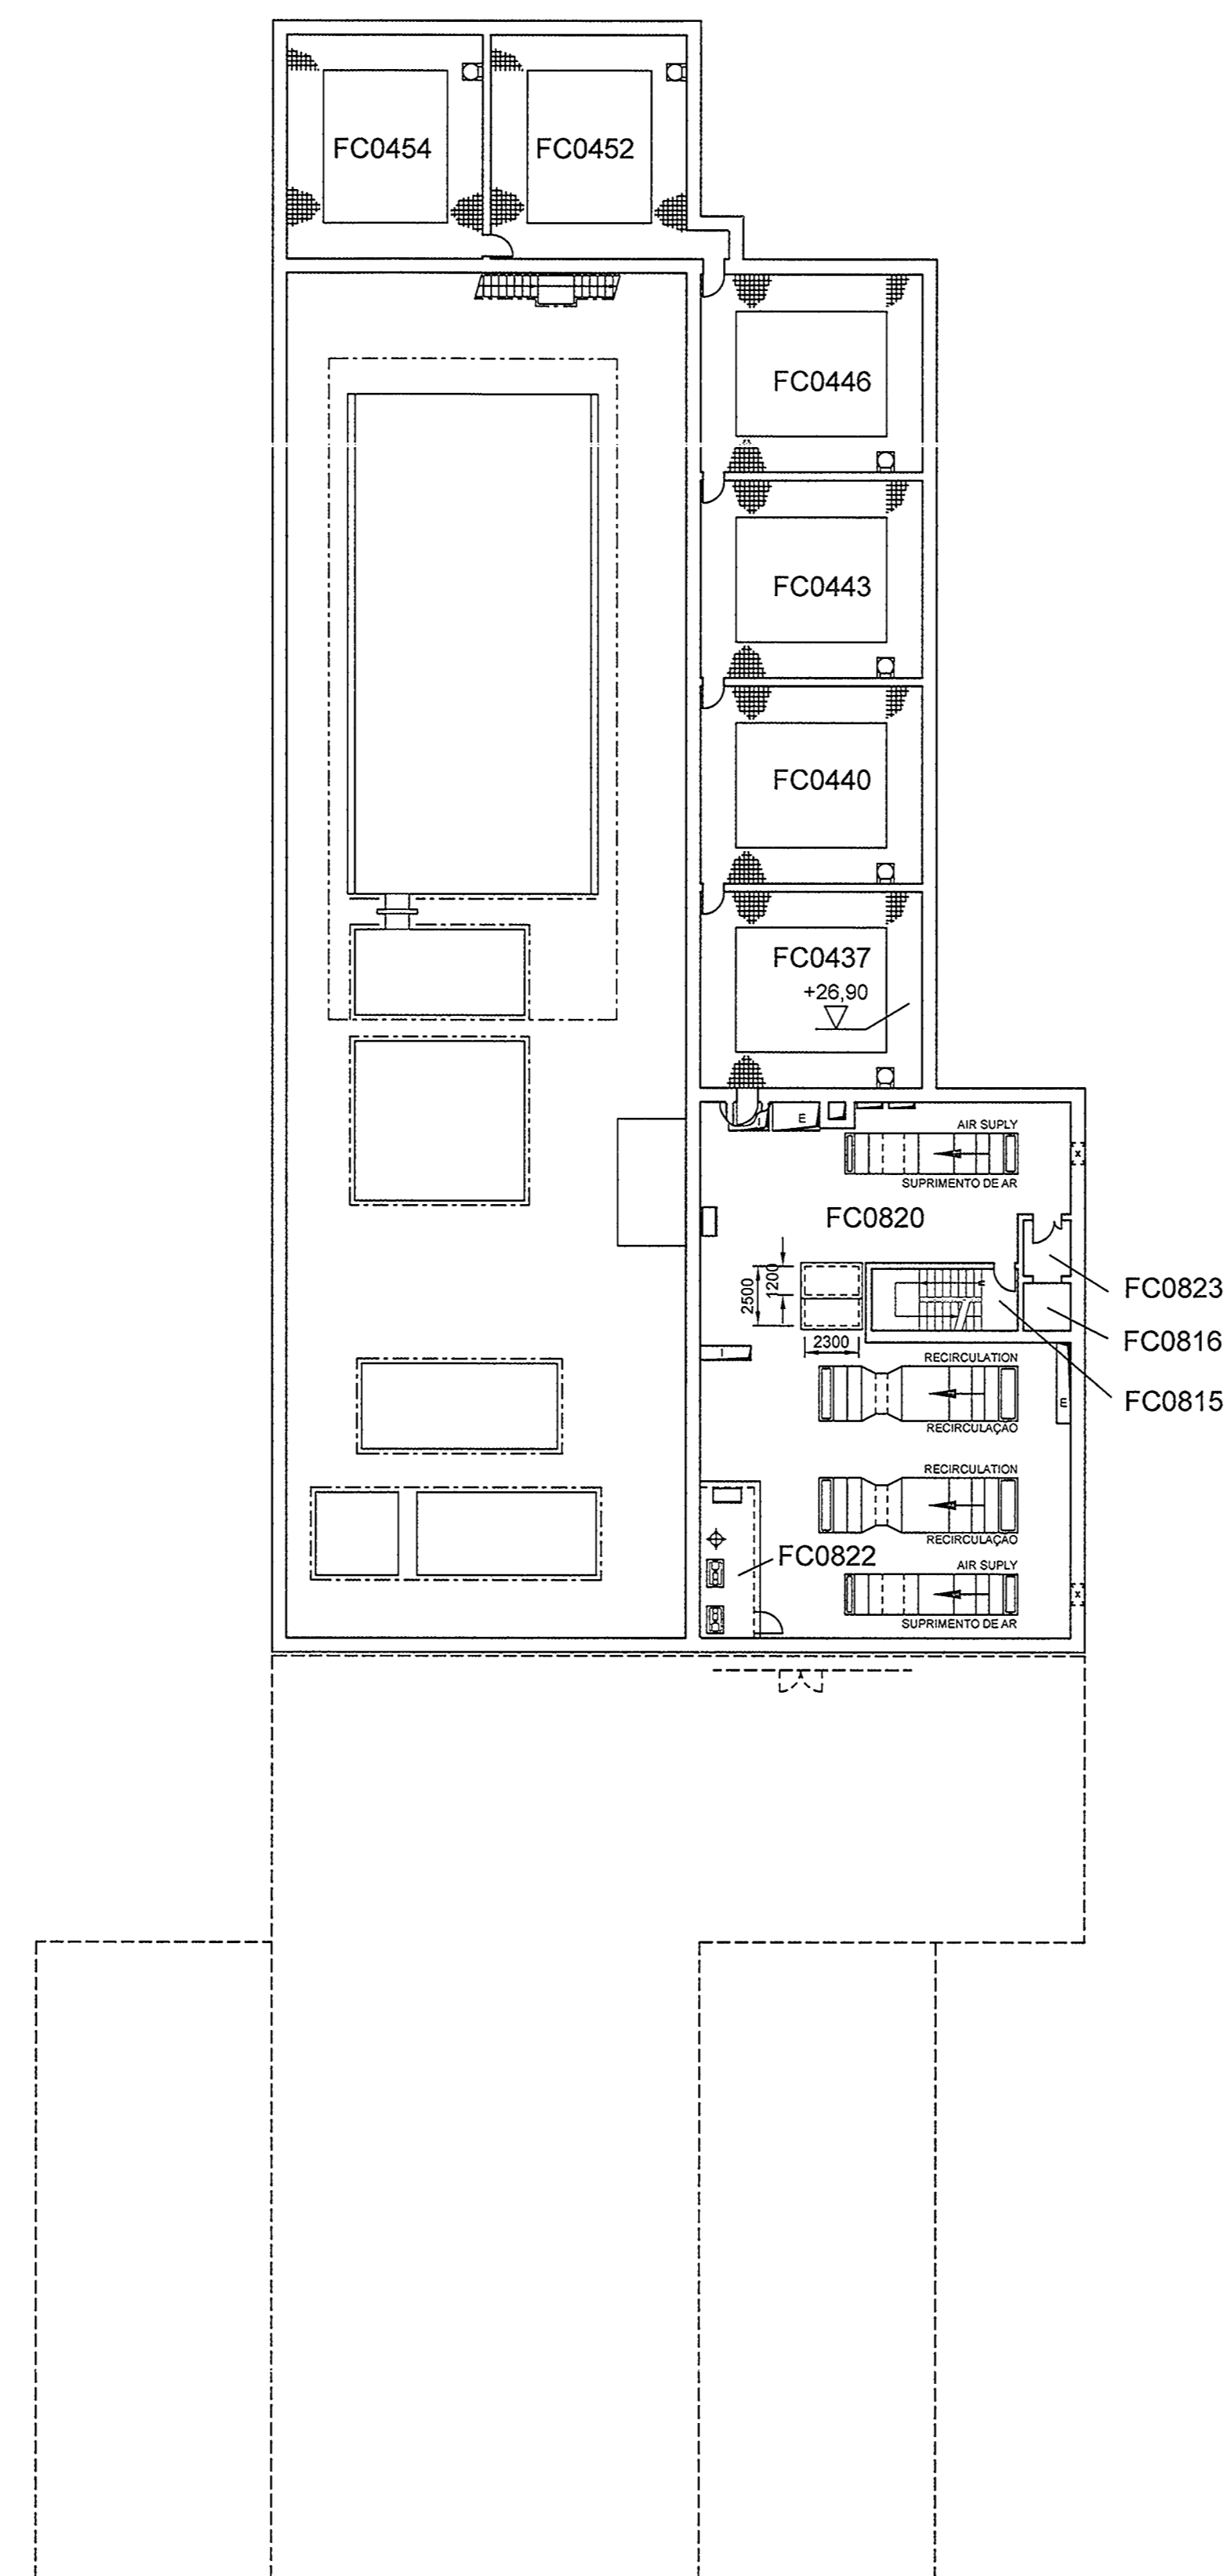 FC0454
FC0452
FC0446
FC0443
FC0440
FC0437
+26,90
E
AIR SUPLY
SUPRIMENTO DE AR
FC0820
FC0823
1200
2500
FC0816
2300
I
RECIRCULATION
RECIRCULAÇÃO
E
FC0815
RECIRCULATION
RECIRCULAÇÃO
FC0822
AIR SUPLY
SUPRIMENTO DE AR